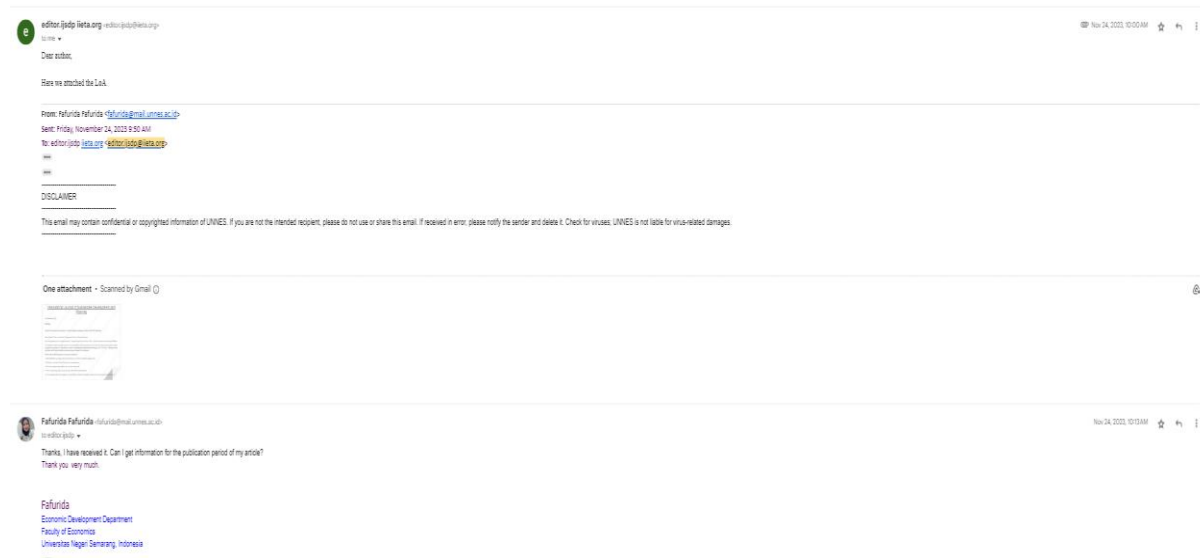 e
editor.ijsdp iieta.org <editor.ijsdp@iieta.org>
Nov 24, 2023, 10:00 AM
to me
Dear author,
Here we attached the LoA.
From: Fafurida Fafurida <fafurida@mail.unnes.ac.id>
Sent: Friday, November 24, 2023 9:50 AM
To: editor.ijsdp iieta.org <editor.ijsdp@iieta.org>
DISCLAIMER
This email may contain confidential or copyrighted information of UNNES. If you are not the intended recipient, please do not use or share this email. If received in error, please notify the sender and delete it. Check for viruses; UNNES is not liable for virus-related damages.
One attachment • Scanned by Gmail
Fafurida Fafurida <fafurida@mail.unnes.ac.id>
Nov 24, 2023, 10:13 AM
to editor.ijsdp
Thanks, I have received it. Can I get information for the publication period of my article?
Thank you very much.
Fafurida
Economic Development Department
Faculty of Economics
Universitas Negeri Semarang, Indonesia